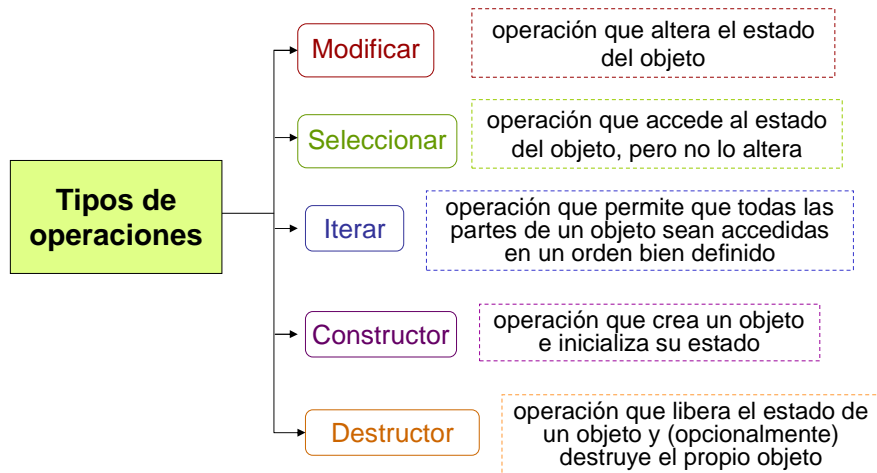 Tipos de
operaciones
Modificar
operación que altera el estado
del objeto
Seleccionar
operación que accede al estado
del objeto, pero no lo altera
Iterar
operación que permite que todas las
partes de un objeto sean accedidas
en un orden bien definido
Constructor
operación que crea un objeto
e inicializa su estado
Destructor
operación que libera el estado de
un objeto y (opcionalmente)
destruye el propio objeto